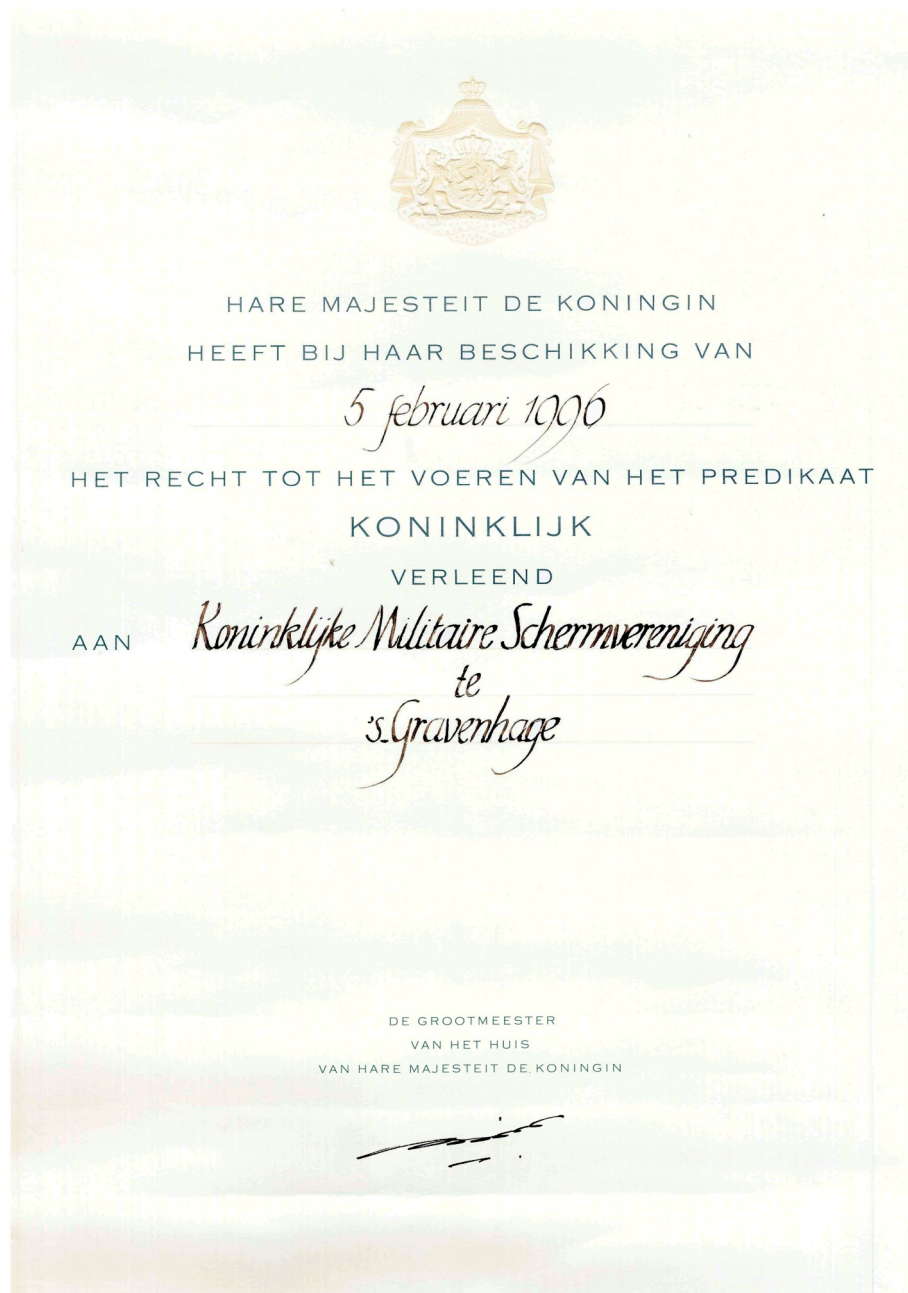 HARE MAJESTEIT DE KONINGIN
HEEFT BIJ HAAR BESCHIKKING VAN
5 februari 1996
HET RECHT TOT HET VOEREN VAN HET PREDIKAAT
KONINKLIJK
VERLEEND
AAN Koninklijke Militaire Schermvereniging
te
's-Gravenhage
DE GROOTMEESTER
VAN HET HUIS
VAN HARE MAJESTEIT DE KONINGIN